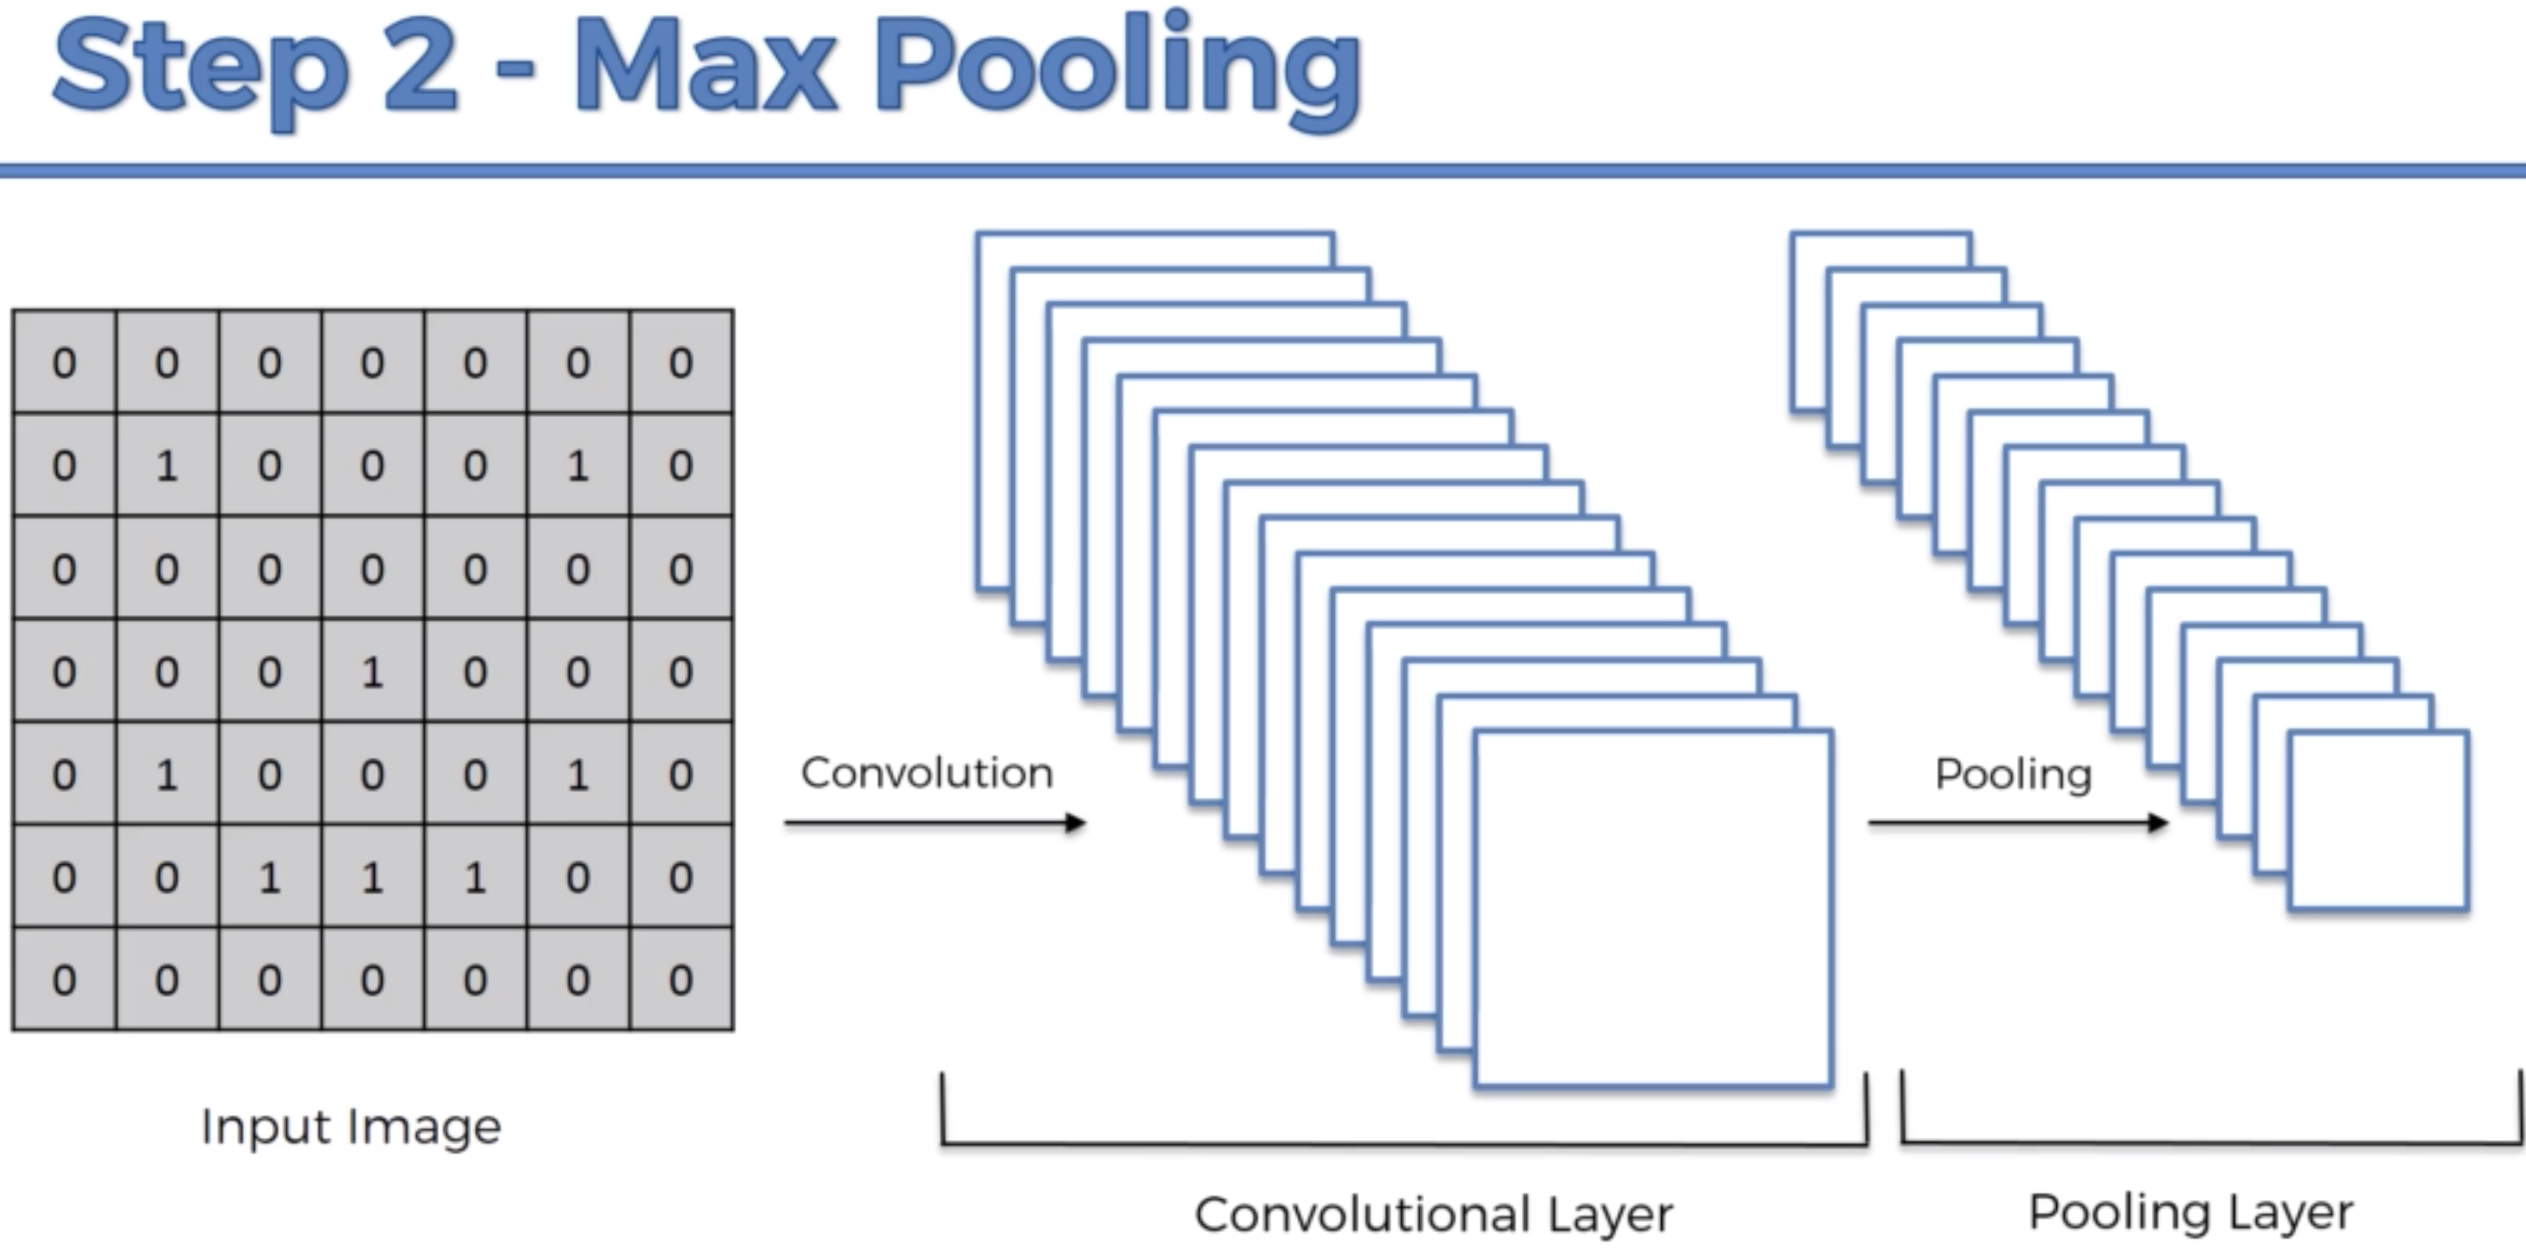 Step 2 - Max Pooling
0 0 0 0 0 0 0
0 1 0 0 0 1 0
0 0 0 0 0 0 0
0 0 0 1 0 0 0
0 1 0 0 0 1 0
0 0 1 1 1 0 0
0 0 0 0 0 0 0
Input Image
Convolution
Convolutional Layer
Pooling
Pooling Layer